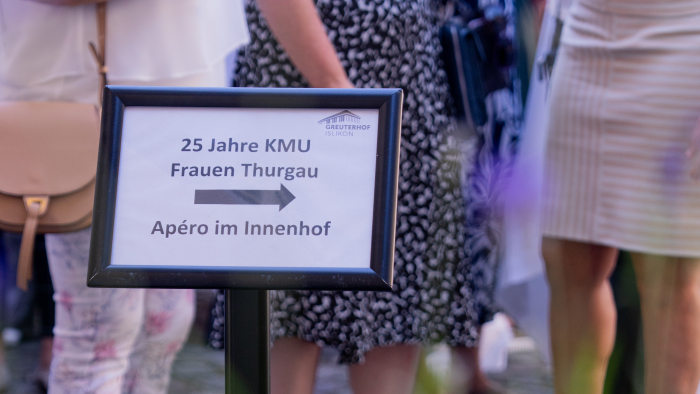 GREUTERHOF
ISLIKON
25 Jahre KMU
Frauen Thurgau
Apéro im Innenhof